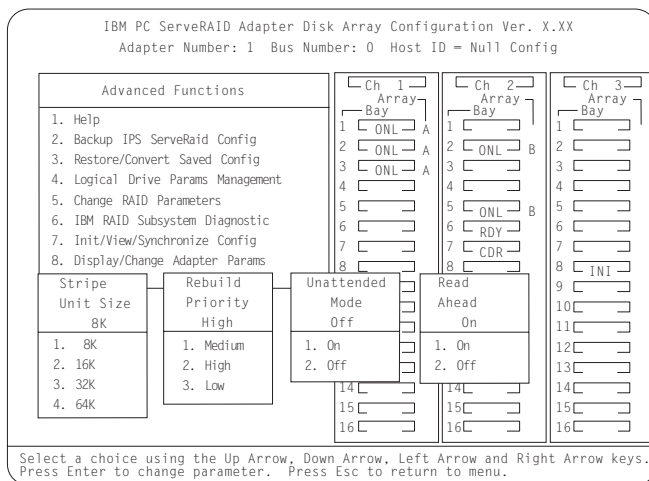 IBM PC ServeRAID Adapter Disk Array Configuration Ver. X.XX
Adapter Number: 1 Bus Number: 0 Host ID = Null Config
Advanced Functions
1. Help
2. Backup IPS ServeRaid Config
3. Restore/Convert Saved Config
4. Logical Drive Params Management
5. Change RAID Parameters
6. IBM RAID Subsystem Diagnostic
7. Init/View/Synchronize Config
8. Display/Change Adapter Params
Ch 1
Array
Bay
1 ONL A
2 ONL A
3 ONL A
4
5
6
7
8
14
15
16
Ch 2
Array
Bay
1
2 ONL B
3
4
5 ONL B
6 RDY
7 CDR
8
14
15
16
Ch 3
Array
Bay
1
2
3
4
5
6
7
8 INI
9
10
11
12
13
14
15
16
Stripe
Unit Size
8K
1. 8K
2. 16K
3. 32K
4. 64K
Rebuild
Priority
High
1. Medium
2. High
3. Low
Unattended
Mode
Off
1. On
2. Off
Read
Ahead
On
1. On
2. Off
Select a choice using the Up Arrow, Down Arrow, Left Arrow and Right Arrow keys.
Press Enter to change parameter. Press Esc to return to menu.